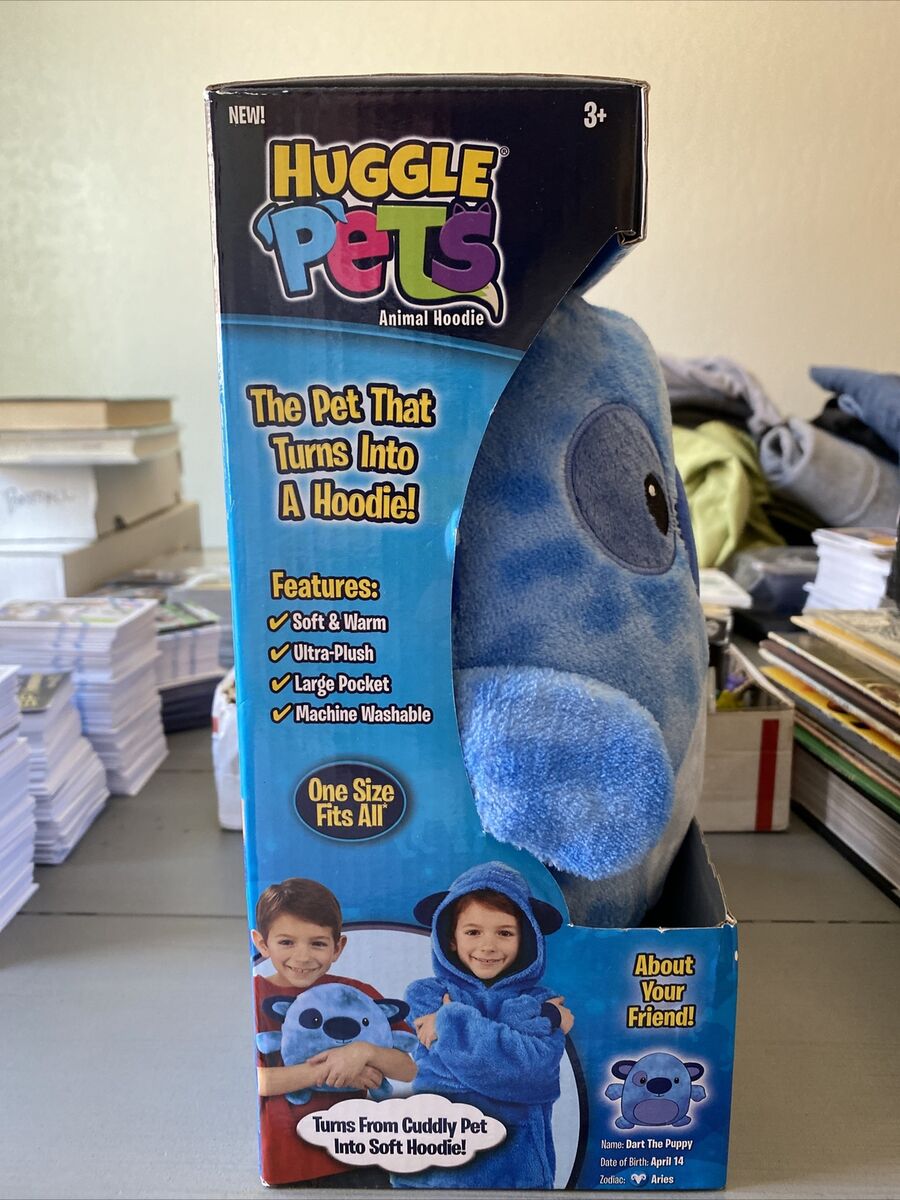 NEW!
3+
HUGGLE®
PeTS
Animal Hoodie
The Pet That
Turns Into
A Hoodie!
Features:
✓ Soft & Warm
✓ Ultra-Plush
✓ Large Pocket
✓ Machine Washable
One Size
Fits All*
Turns From Cuddly Pet
Into Soft Hoodie!
About
Your
Friend!
Name: Dart The Puppy
Date of Birth: April 14
Zodiac: ♈ Aries